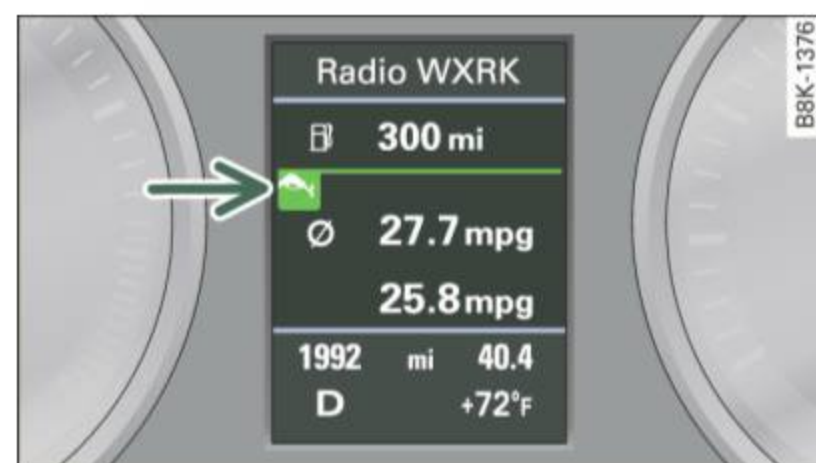 Radio WXRK
300 mi
Ø 27.7 mpg
25.8 mpg
1992 mi 40.4
D +72°F
B8K-1376